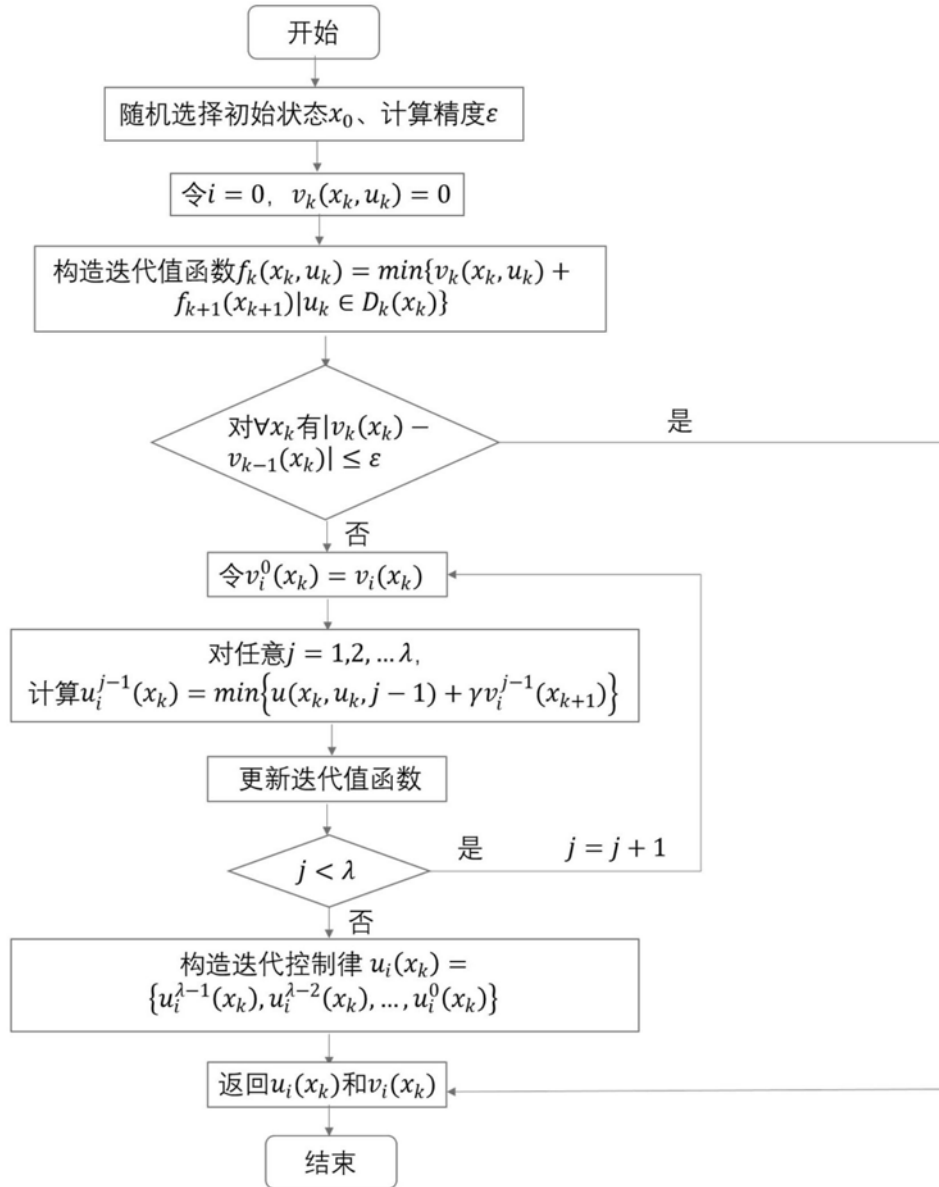 开始
随机选择初始状态x₀、计算精度ε
令i = 0, v_k(x_k, u_k) = 0
构造迭代值函数f_k(x_k, u_k) = min{v_k(x_k, u_k) +
f_{k+1}(x_{k+1})|u_k ∈ D_k(x_k)}
对∀x_k有|v_k(x_k) −
v_{k−1}(x_k)| ≤ ε
是
否
令v_i^0(x_k) = v_i(x_k)
对任意j = 1,2, … λ,
计算u_i^{j−1}(x_k) = min{u(x_k, u_k, j − 1) + γv_i^{j−1}(x_{k+1})}
更新迭代值函数
j < λ
是
j = j + 1
否
构造迭代控制律 u_i(x_k) =
{u_i^{λ−1}(x_k), u_i^{λ−2}(x_k), … , u_i^0(x_k)}
返回u_i(x_k)和v_i(x_k)
结束